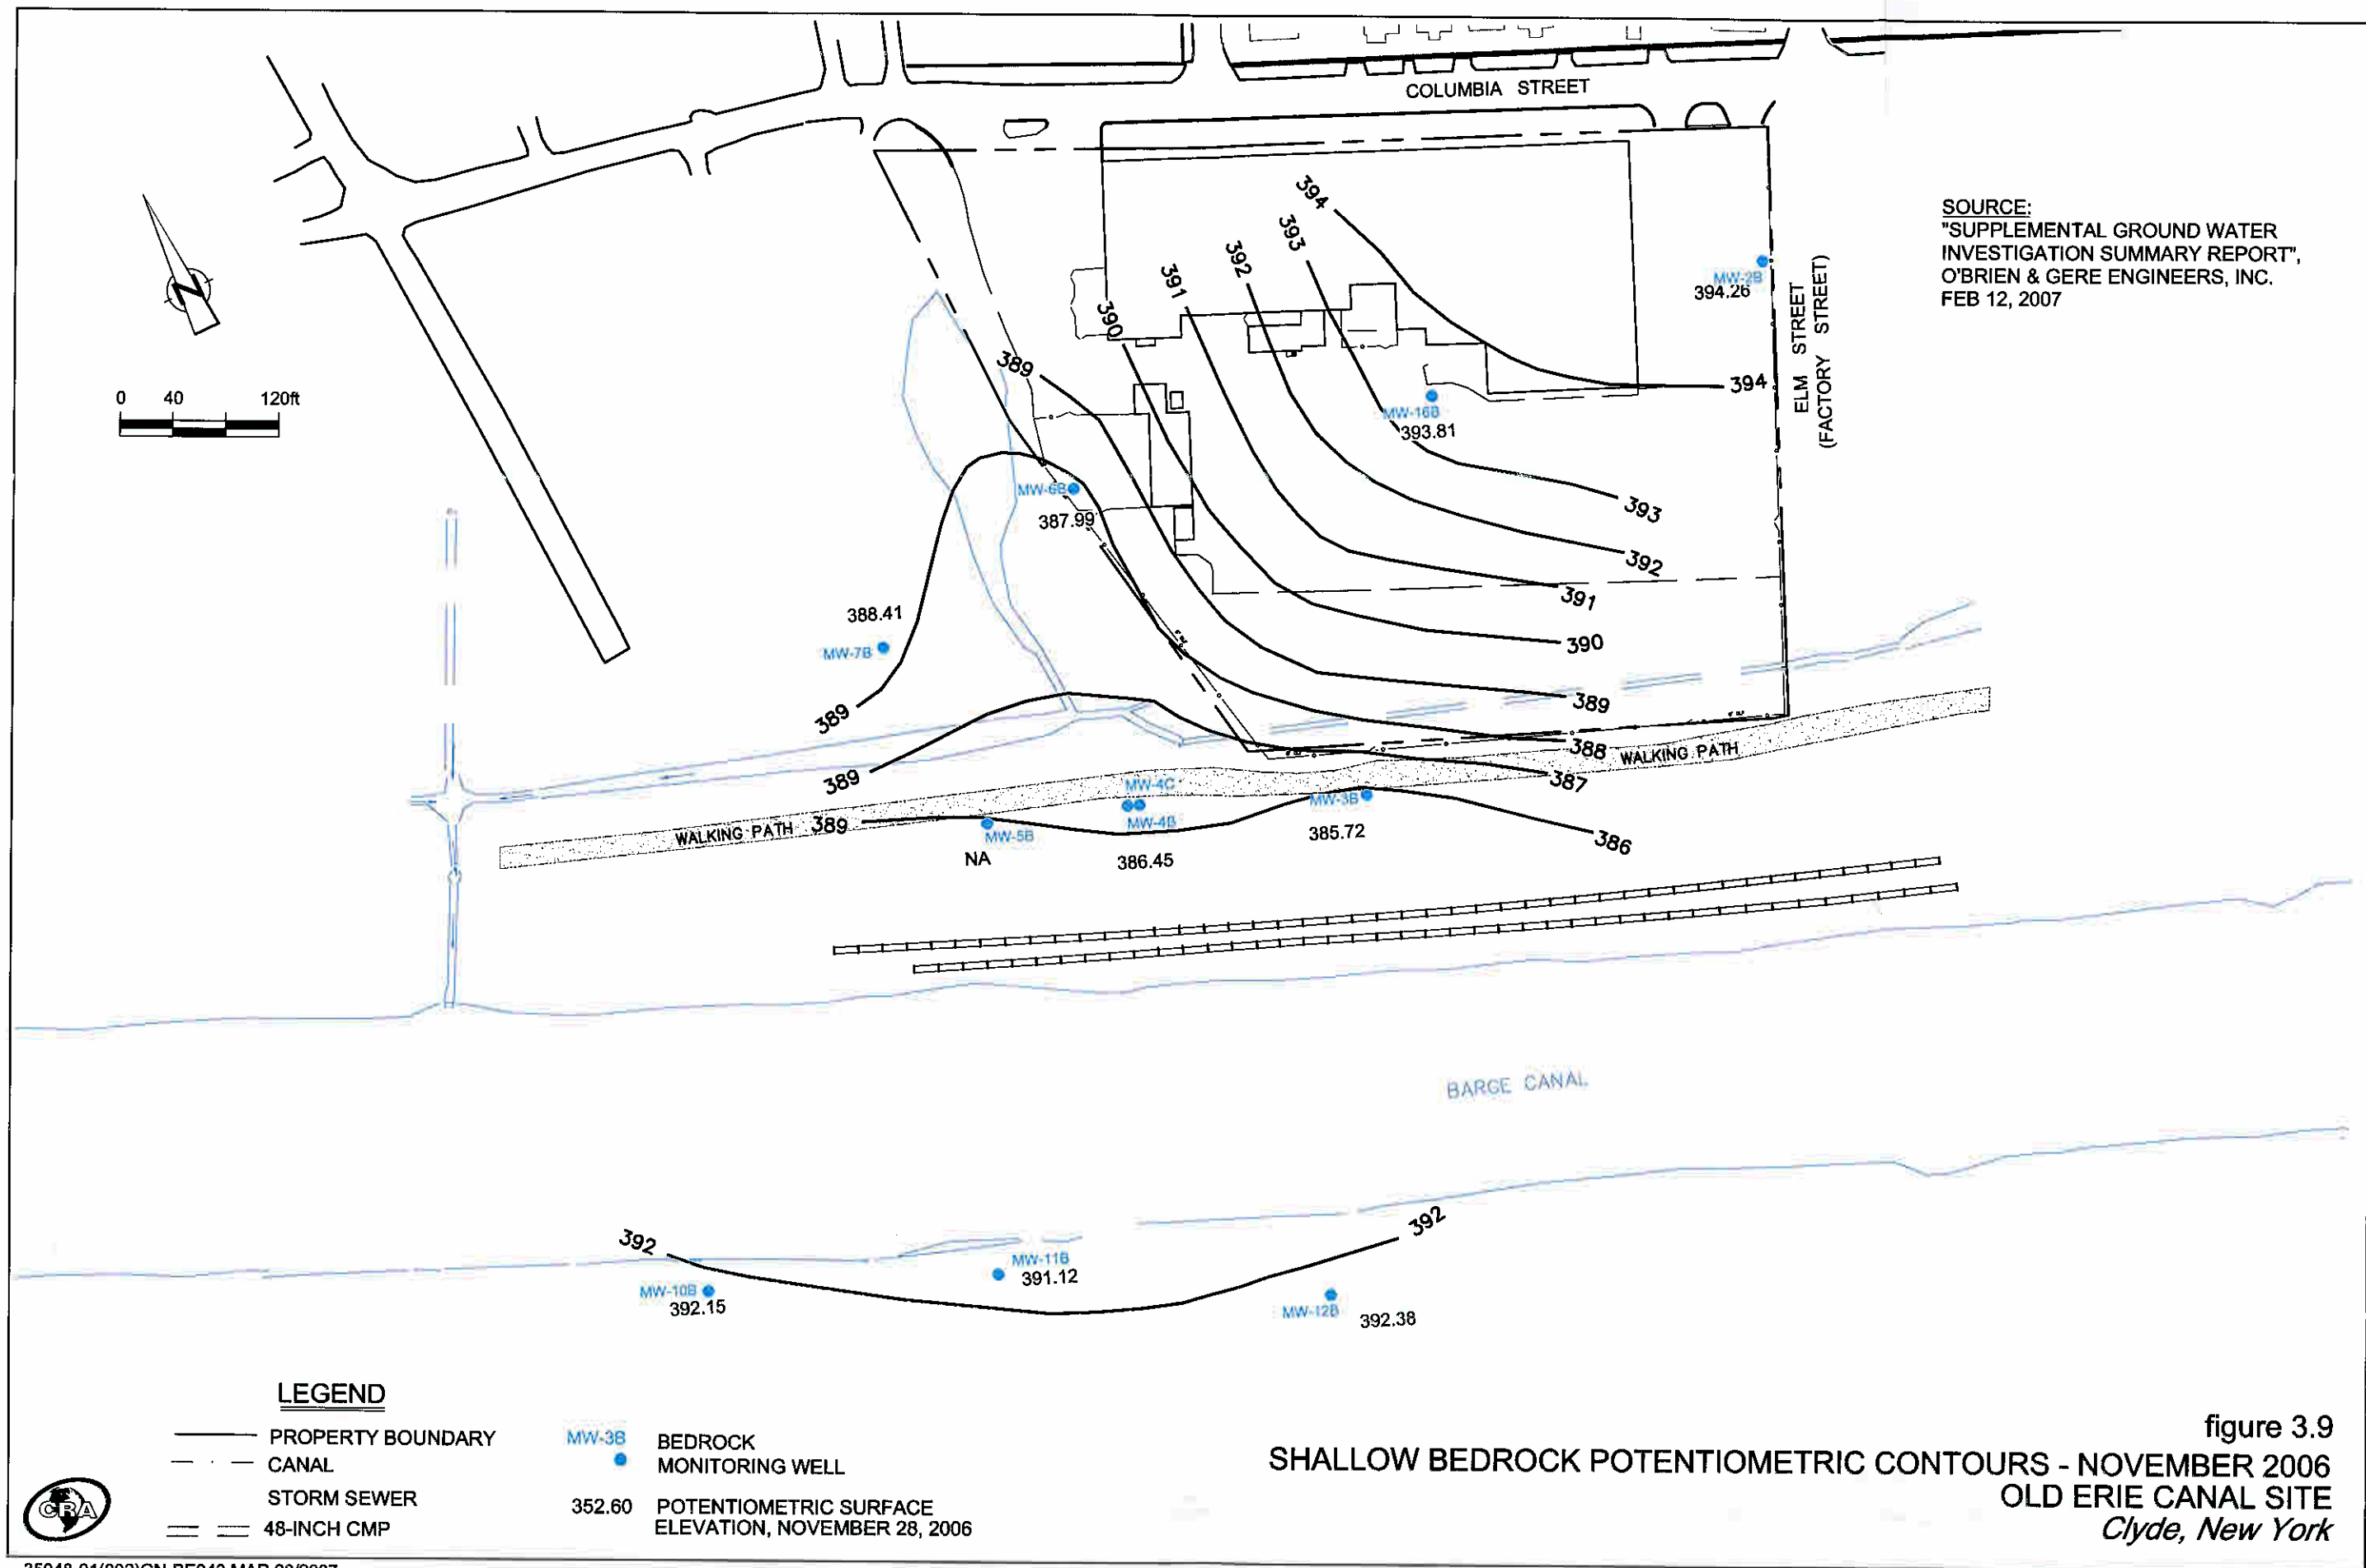 COLUMBIA STREET
SOURCE:
"SUPPLEMENTAL GROUND WATER
INVESTIGATION SUMMARY REPORT",
O'BRIEN & GERE ENGINEERS, INC.
FEB 12, 2007
ELM STREET
(FACTORY STREET)
N
0 40 120ft
394
393
392
391
390
389
MW-2B
394.26
394
MW-16B
393.81
393
392
391
390
389
388
387
386
MW-6B
387.99
388.41
MW-7B
389
389
WALKING PATH
WALKING PATH 389
MW-4C
MW-4B
386.45
MW-5B
NA
MW-3B
385.72
BARGE CANAL
392
392
MW-10B
392.15
MW-11B
391.12
MW-12B
392.38
LEGEND
PROPERTY BOUNDARY
CANAL
STORM SEWER
48-INCH CMP
MW-3B BEDROCK
MONITORING WELL
352.60 POTENTIOMETRIC SURFACE
ELEVATION, NOVEMBER 28, 2006
CRA
figure 3.9
SHALLOW BEDROCK POTENTIOMETRIC CONTOURS - NOVEMBER 2006
OLD ERIE CANAL SITE
Clyde, New York